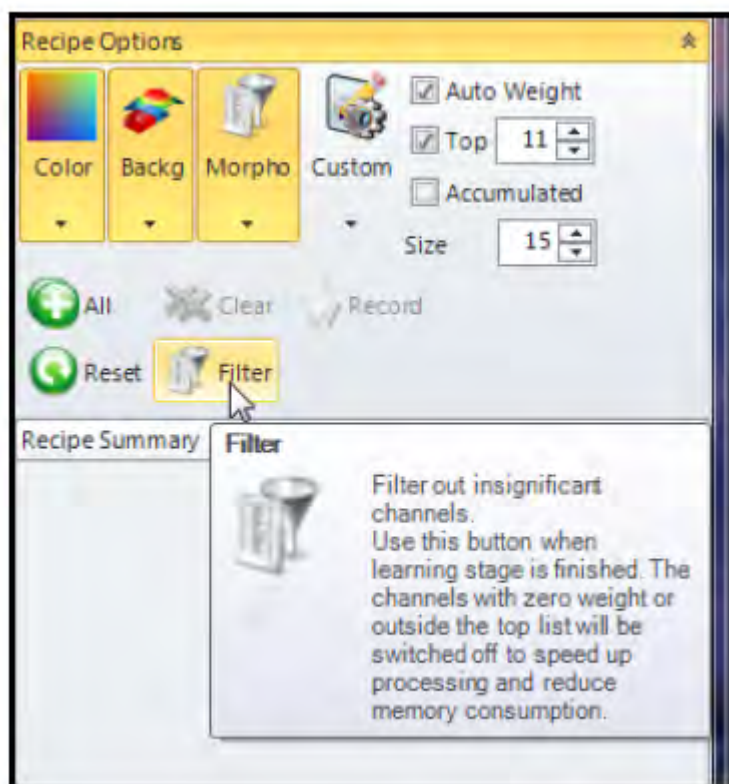 Recipe Options
Color Backg Morpho Custom
Auto Weight
Top 11
Accumulated
Size 15
All Clear Record
Reset Filter
Recipe Summary
Filter
Filter out insignificant
channels.
Use this button when
learning stage is finished. The
channels with zero weight or
outside the top list will be
switched off to speed up
processing and reduce
memory consumption.